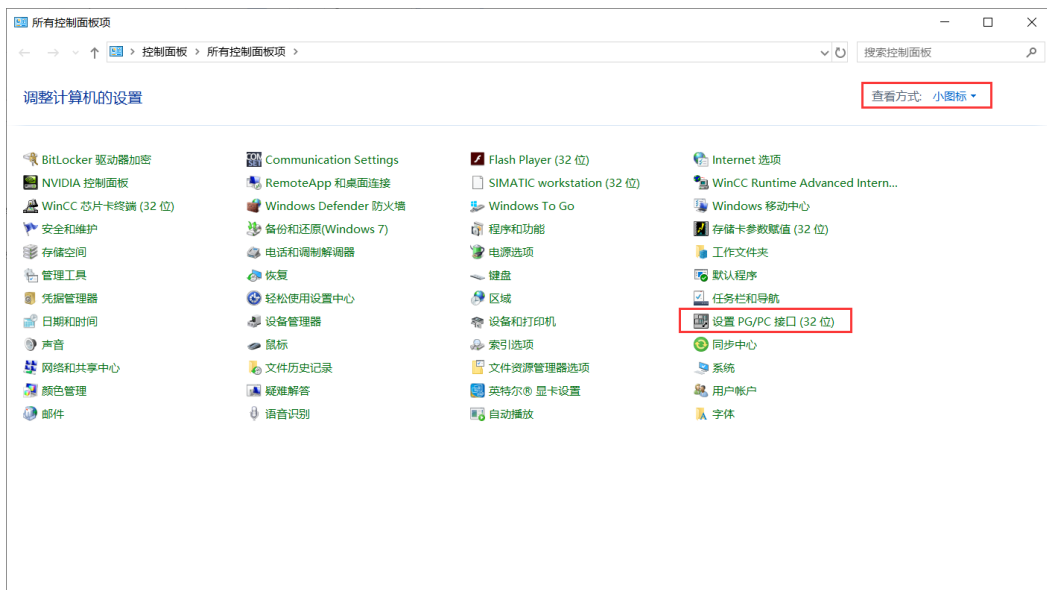 所有控制面板项
控制面板 > 所有控制面板项 >
搜索控制面板
调整计算机的设置
查看方式: 小图标
BitLocker 驱动器加密 Communication Settings Flash Player (32 位) Internet 选项
NVIDIA 控制面板 RemoteApp 和桌面连接 SIMATIC workstation (32 位) WinCC Runtime Advanced Intern...
WinCC 芯片卡终端 (32 位) Windows Defender 防火墙 Windows To Go Windows 移动中心
安全和维护 备份和还原(Windows 7) 程序和功能 存储卡参数赋值 (32 位)
存储空间 电话和调制解调器 电源选项 工作文件夹
管理工具 恢复 键盘 默认程序
凭据管理器 轻松使用设置中心 区域 任务栏和导航
日期和时间 设备管理器 设备和打印机 设置 PG/PC 接口 (32 位)
声音 鼠标 索引选项 同步中心
网络和共享中心 文件历史记录 文件资源管理器选项 系统
颜色管理 疑难解答 英特尔® 显卡设置 用户帐户
邮件 语音识别 自动播放 字体